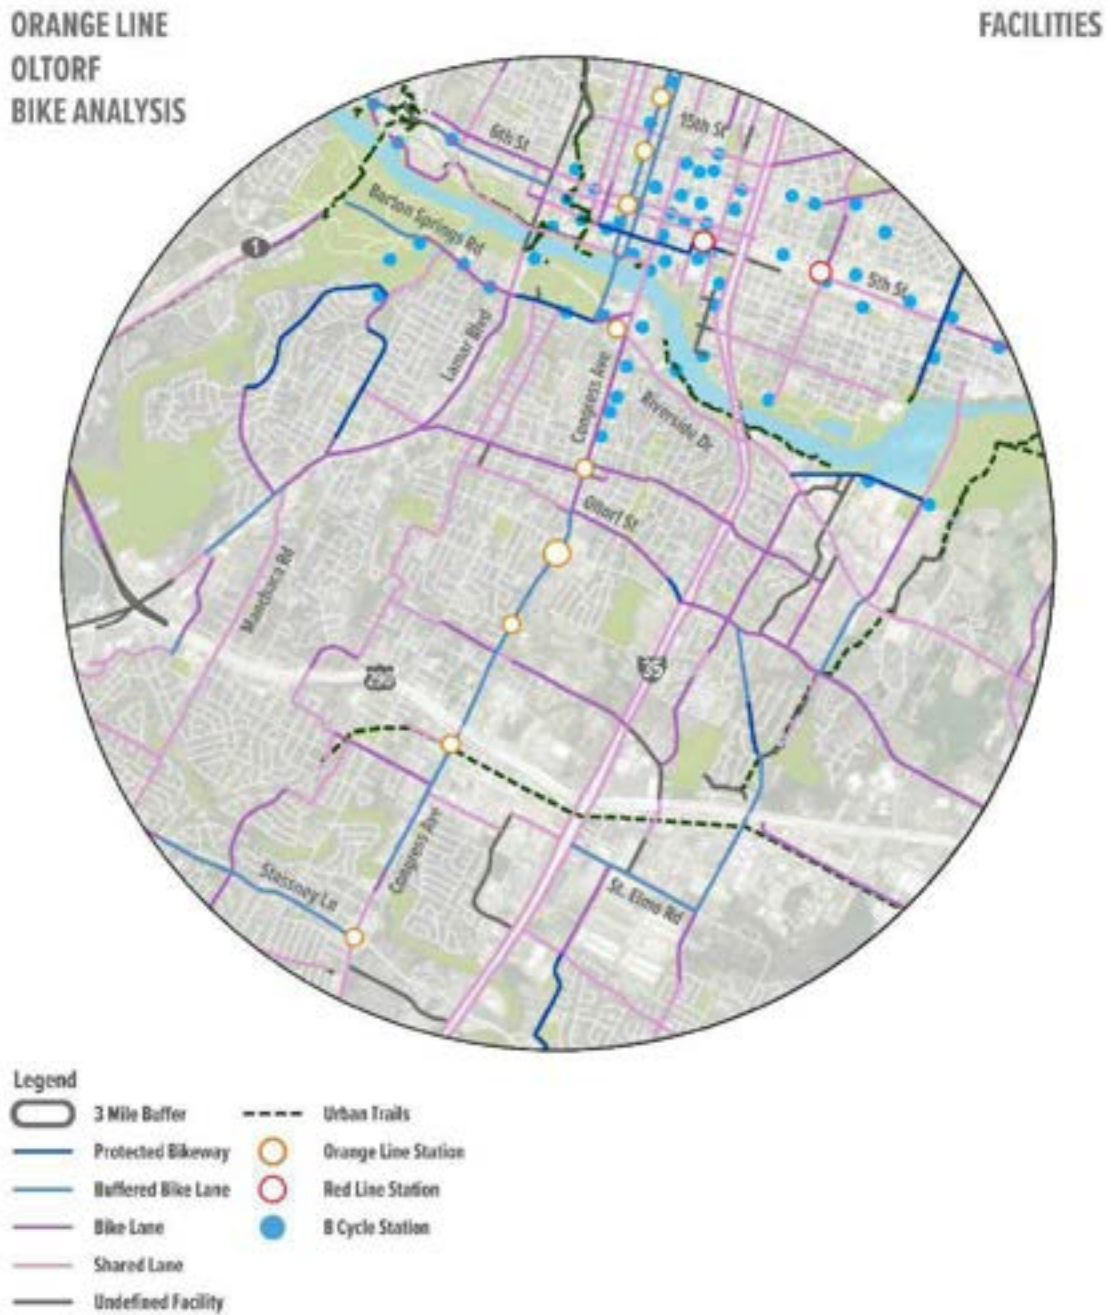 ORANGE LINE
OLTORF
BIKE ANALYSIS
FACILITIES
6th St
15th St
Barton Springs Rd
1
5th St
Lamar Blvd
Congress Ave
Riverside Dr
Oltorf St
Manchaca Rd
290
35
Congress Ave
Stassney Ln
St. Elmo Rd
Legend
3 Mile Buffer
Protected Bikeway
Buffered Bike Lane
Bike Lane
Shared Lane
Undefined Facility
Urban Trails
Orange Line Station
Red Line Station
B Cycle Station